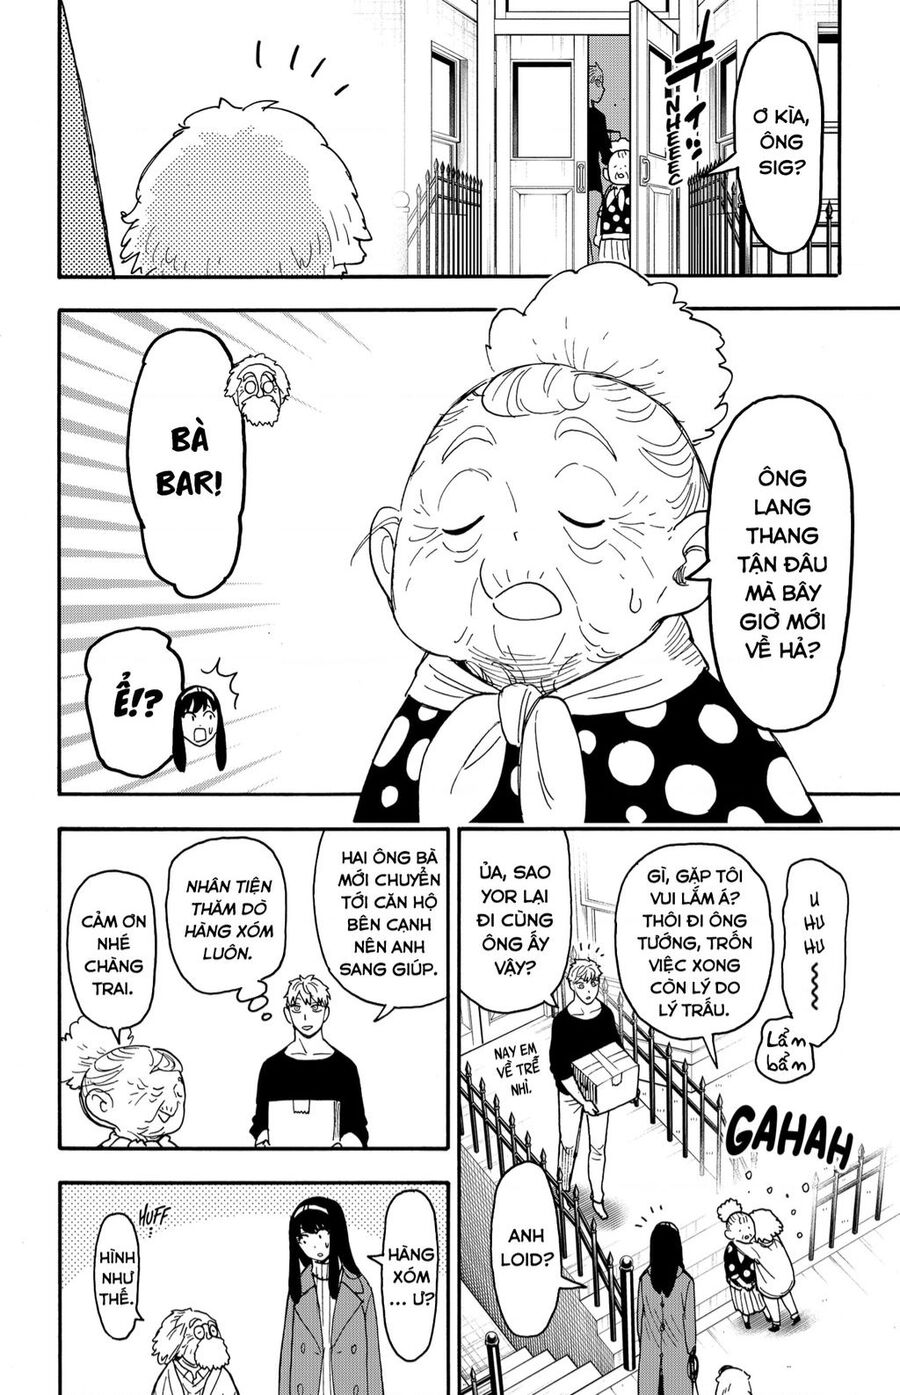 Ơ KÌA,
ÔNG
SIG?
キィ…
INHEEEEC
BÀ
BAR!
ÔNG
LANG
THANG
TẬN ĐÂU
MÀ BÂY
GIỜ MỚI
VỀ HẢ?
Ể!?
U
HU
HU
Lẩm
bẩm
GÌ, GẶP TÔI
VUI LẮM Á?
THÔI ĐI ÔNG
TƯỚNG, TRỐN
VIỆC XONG
CÒN LÝ DO
LÝ TRẤU.
GAHAH
ỦA, SAO
YOR LẠI
ĐI CÙNG
ÔNG ẤY
VẬY?
NAY EM
VỀ TRỄ
NHỈ.
ANH
LOID?
HAI ÔNG BÀ
MỚI CHUYỂN
TỚI CĂN HỘ
BÊN CẠNH
NÊN ANH
SANG GIÚP.
NHÂN TIỆN
THĂM DÒ
HÀNG XÓM
LUÔN.
CẢM ƠN
NHÉ
CHÀNG
TRAI.
HÀNG
XÓM
... Ư?
HUFF
HÌNH
NHƯ
THẾ.